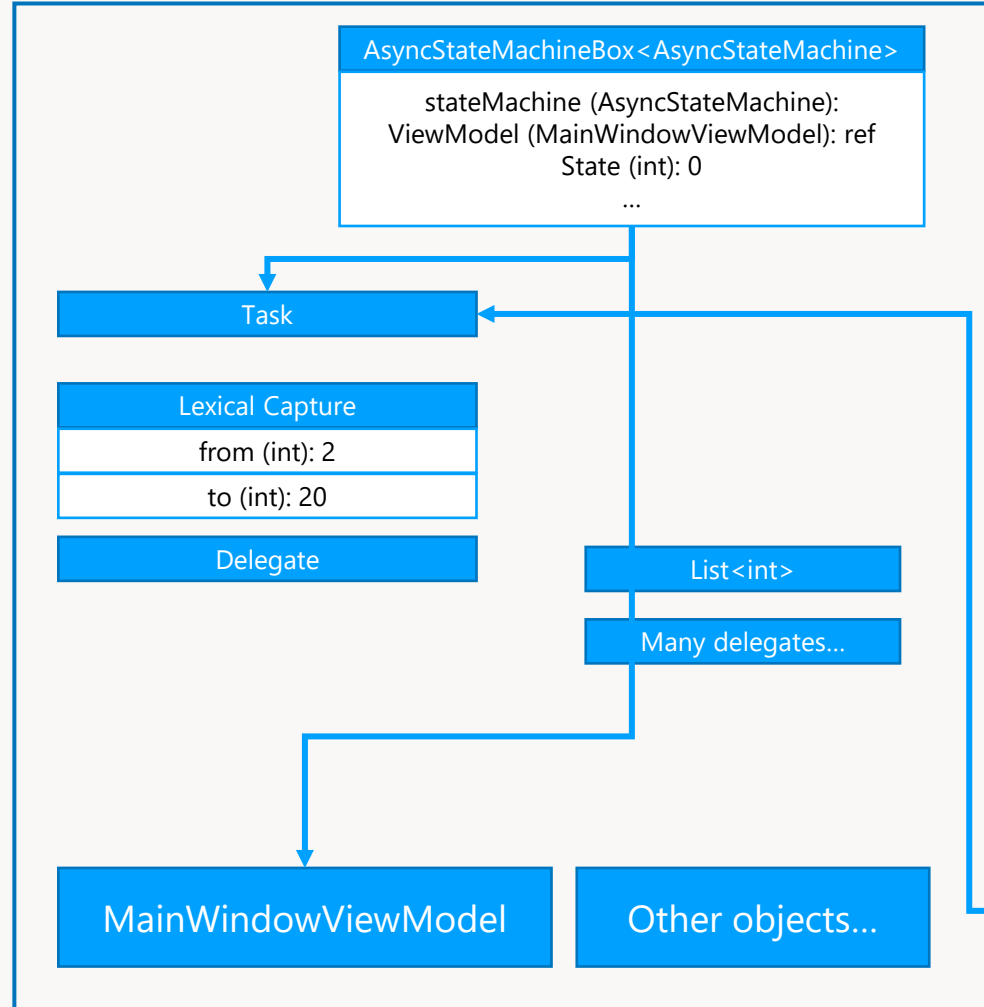 AsyncStateMachineBox<AsyncStateMachine>
stateMachine (AsyncStateMachine):
ViewModel (MainWindowViewModel): ref
State (int): 0
…
Task
Lexical Capture
from (int): 2
to (int): 20
Delegate
List<int>
Many delegates…
MainWindowViewModel
Other objects…